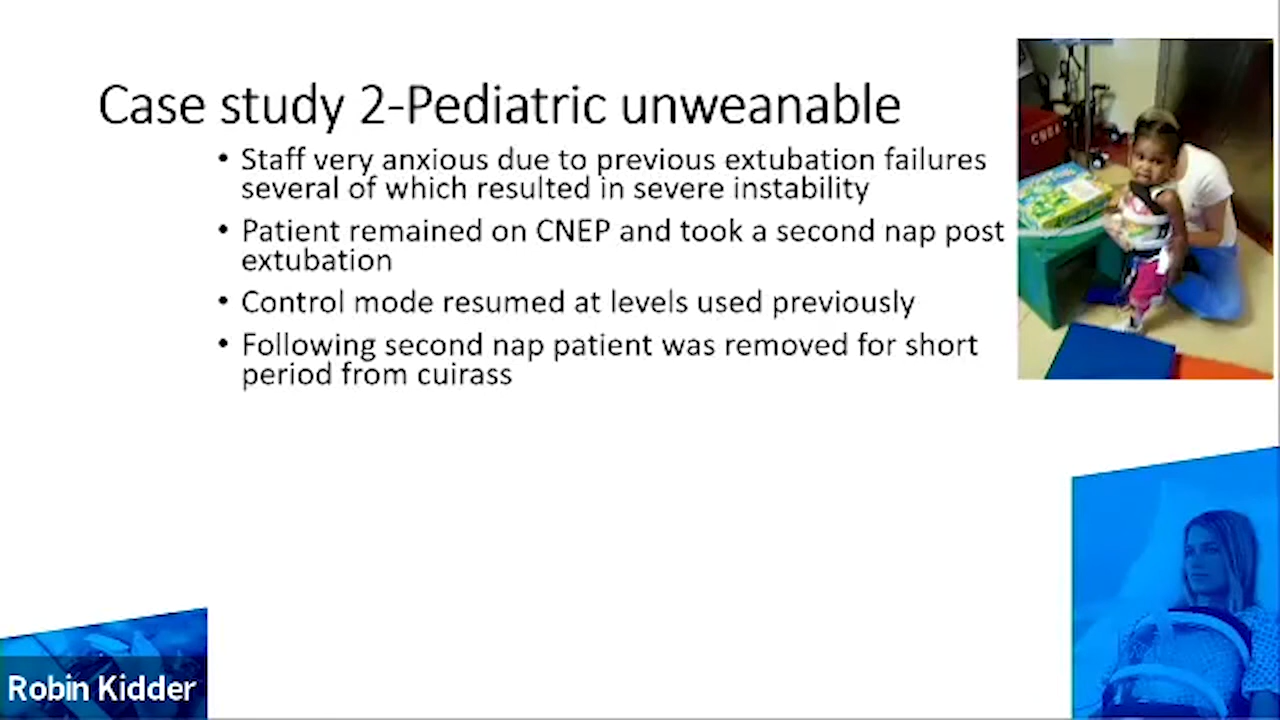 Case study 2-Pediatric unweanable
• Staff very anxious due to previous extubation failures
several of which resulted in severe instability
• Patient remained on CNEP and took a second nap post
extubation
• Control mode resumed at levels used previously
• Following second nap patient was removed for short
period from cuirass
Robin Kidder